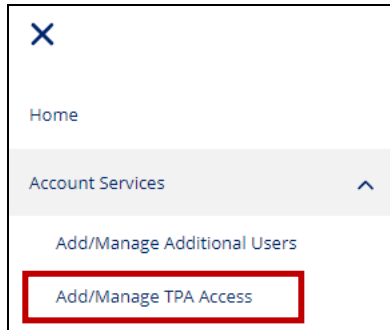 Home
Account Services
Add/Manage Additional Users
Add/Manage TPA Access